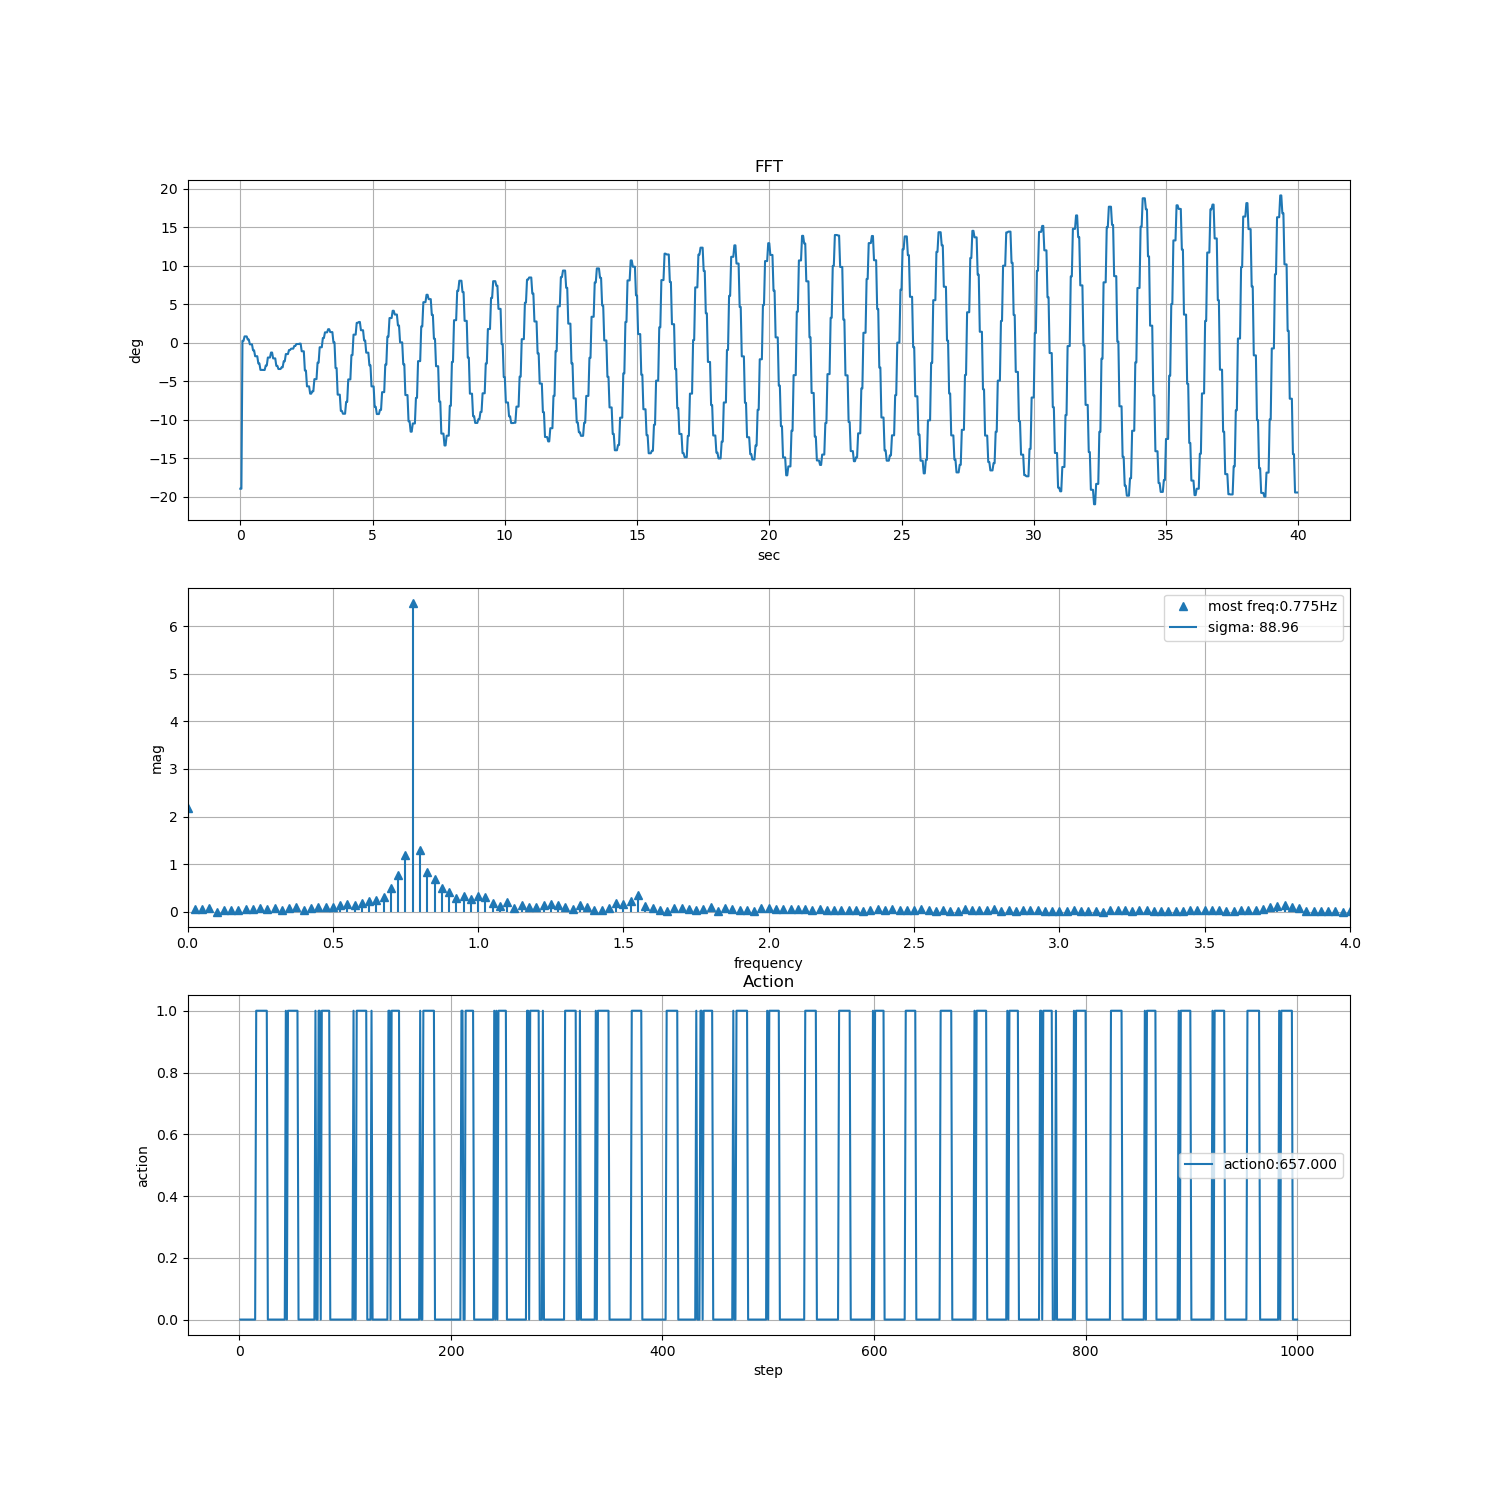 FFT
20
15
10
5
0
−5
−10
−15
−20
deg
0 5 10 15 20 25 30 35 40
sec
6
5
4
3
2
1
0
mag
most freq:0.775Hz
sigma: 88.96
0.0 0.5 1.0 1.5 2.0 2.5 3.0 3.5 4.0
frequency
Action
1.0
0.8
0.6
0.4
0.2
0.0
action
action0:657.000
0 200 400 600 800 1000
step